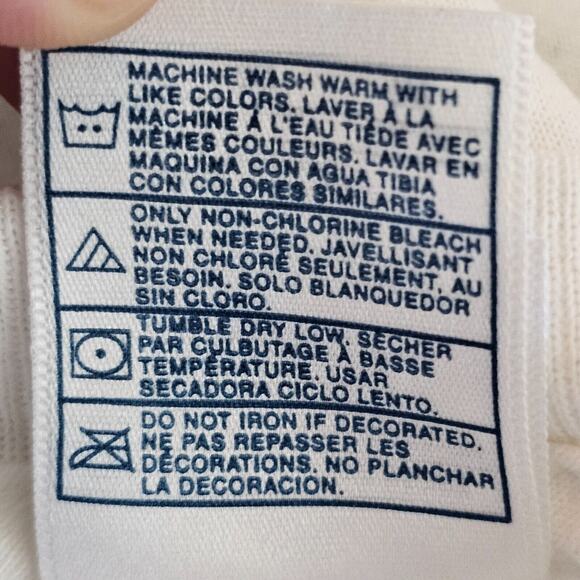 MACHINE WASH WARM WITH
LIKE COLORS. LAVER À LA
MACHINE À L'EAU TIÈDE AVEC
MÊMES COULEURS. LAVAR EN
MAQUINA CON AGUA TIBIA
CON COLORES SIMILARES.
ONLY NON-CHLORINE BLEACH
WHEN NEEDED. JAVELLISANT
NON CHLORÉ SEULEMENT, AU
BESOIN. SOLO BLANQUEDOR
SIN CLORO.
TUMBLE DRY LOW. SÉCHER
PAR CULBUTAGE À BASSE
TEMPÉRATURE. USAR
SECADORA CICLO LENTO.
DO NOT IRON IF DECORATED.
NE PAS REPASSER LES
DÉCORATIONS. NO PLANCHAR
LA DECORACION.